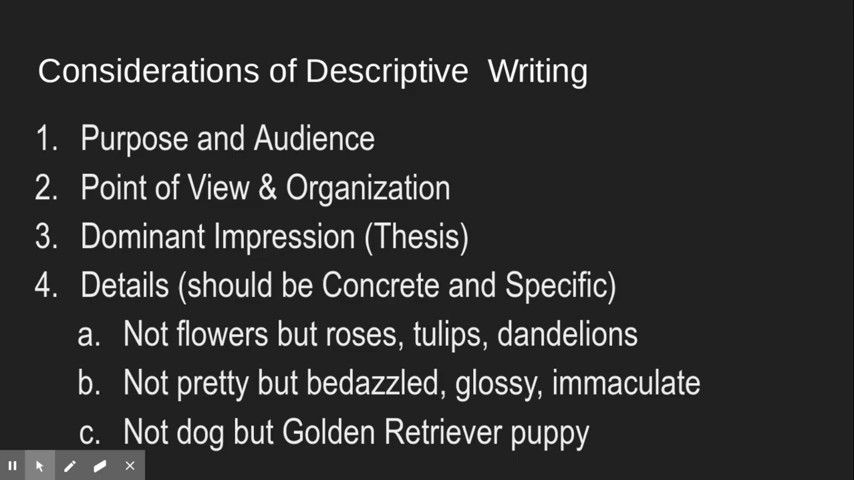 Considerations of Descriptive  Writing
1. Purpose and Audience
2. Point of View & Organization
3. Dominant Impression (Thesis)
4. Details (should be Concrete and Specific)
a. Not flowers but roses, tulips, dandelions
b. Not pretty but bedazzled, glossy, immaculate
c. Not dog but Golden Retriever puppy